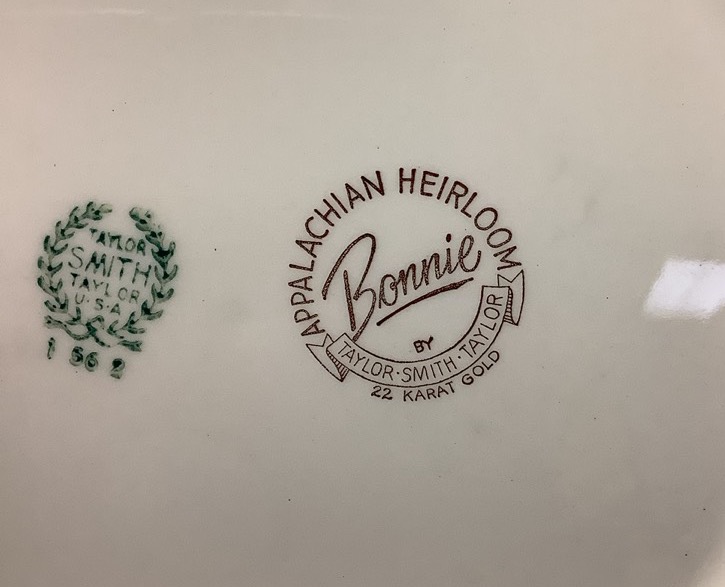 TAYLOR
SMITH
TAYLOR
U·S·A
1 56 2
APPALACHIAN HEIRLOOM
Bonnie
BY
TAYLOR·SMITH·TAYLOR
22 KARAT GOLD